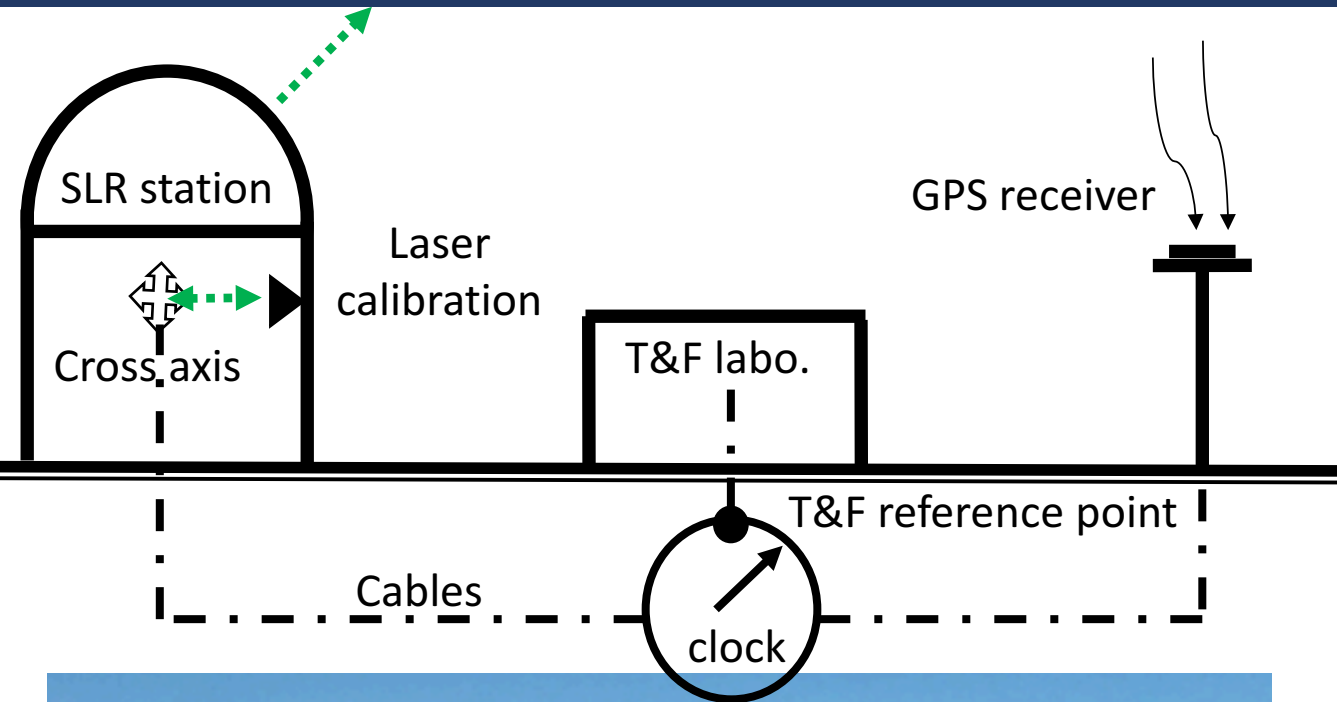 SLR station
GPS receiver
Laser
calibration
Cross axis
T&F labo.
T&F reference point
Cables
clock